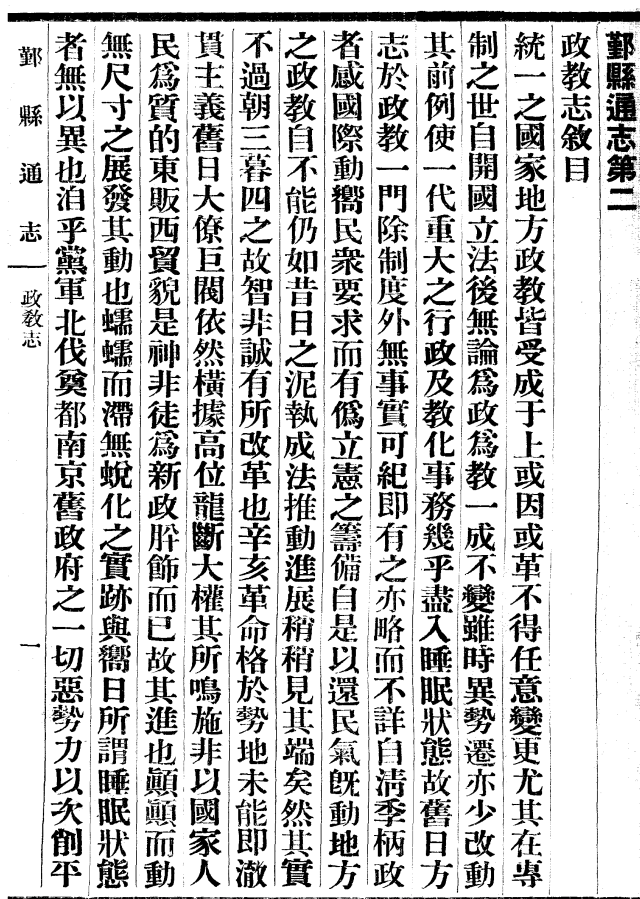 鄞縣通志第二
政教志敘目
統一之國家地方政教皆受成于上或因或革不得任意變更尤其在專
制之世自開國立法後無論爲政爲教一成不變雖時異勢遷亦少改動
其前例使一代重大之行政及教化事務幾乎盡入睡眠狀態故舊日方
志於政教一門除制度外無事實可紀即有之亦略而不詳自清季柄政
者感國際動嚮民衆要求而有僞立憲之籌備自是以還民氣旣動地方
之政教自不能仍如昔日之泥執成法推動進展稍稍見其端矣然其實
不過朝三暮四之故智非誠有所改革也辛亥革命格於勢地未能即澈
貫主義舊日大僚巨閥依然橫據高位龍斷大權其所鳴施非以國家人
民爲質的東販西貿貌是神非徒爲新政胖飾而已故其進也顚顚而動
無尺寸之展發其動也蠕蠕而滯無蛻化之實跡與嚮日所謂睡眠狀態
者無以異也洎乎黨軍北伐奠都南京舊政府之一切惡勢力以次削平
鄞縣通志 政教志 一